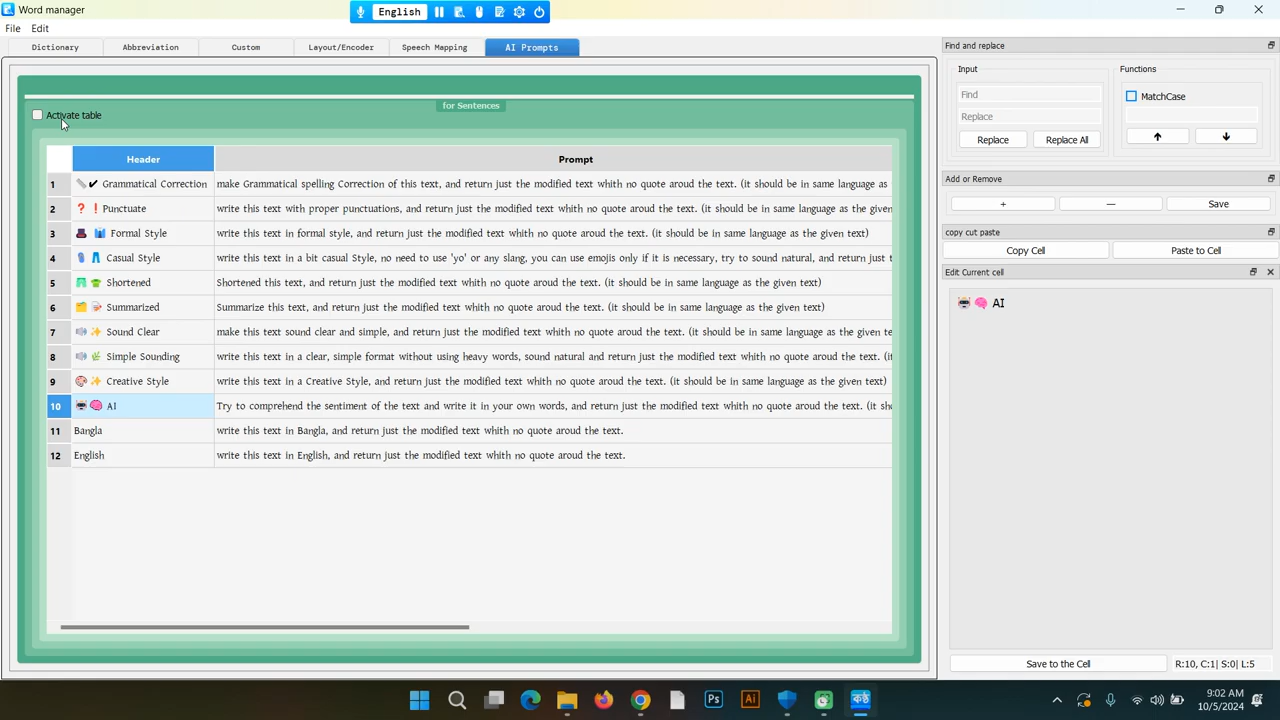 Word manager
English
File Edit
Dictionary Abbreviation Custom Layout/Encoder Speech Mapping AI Prompts
for Sentences
Activate table
Header Prompt
1 Grammatical Correction make Grammatical spelling Correction of this text, and return just the modified text whith no quote aroud the text. (it should be in same language as
2 Punctuate write this text with proper punctuations, and return just the modified text whith no quote aroud the text. (it should be in same language as the given
3 Formal Style write this text in formal style, and return just the modified text whith no quote aroud the text. (it should be in same language as the given text)
4 Casual Style write this text in a bit casual Style, no need to use 'yo' or any slang, you can use emojis only if it is necessary, try to sound natural, and return just
5 Shortened Shortened this text, and return just the modified text whith no quote aroud the text. (it should be in same language as the given text)
6 Summarized Summarize this text, and return just the modified text whith no quote aroud the text. (it should be in same language as the given text)
7 Sound Clear make this text sound clear and simple, and return just the modified text whith no quote aroud the text. (it should be in same language as the given
8 Simple Sounding write this text in a clear, simple format without using heavy words, sound natural and return just the modified text whith no quote aroud the text.
9 Creative Style write this text in a Creative Style, and return just the modified text whith no quote aroud the text. (it should be in same language as the given text)
10 AI Try to comprehend the sentiment of the text and write it in your own words, and return just the modified text whith no quote aroud the text. (it
11 Bangla write this text in Bangla, and return just the modified text whith no quote aroud the text.
12 English write this text in English, and return just the modified text whith no quote aroud the text.
Find and replace
Input
Find
Replace
Replace Replace All
Functions
MatchCase
Add or Remove
+ — Save
copy cut paste
Copy Cell Paste to Cell
Edit Current cell
AI
Save to the Cell R:10, C:1| S:0| L:5
Ps Ai কণ্ঠ
9:02 AM
10/5/2024